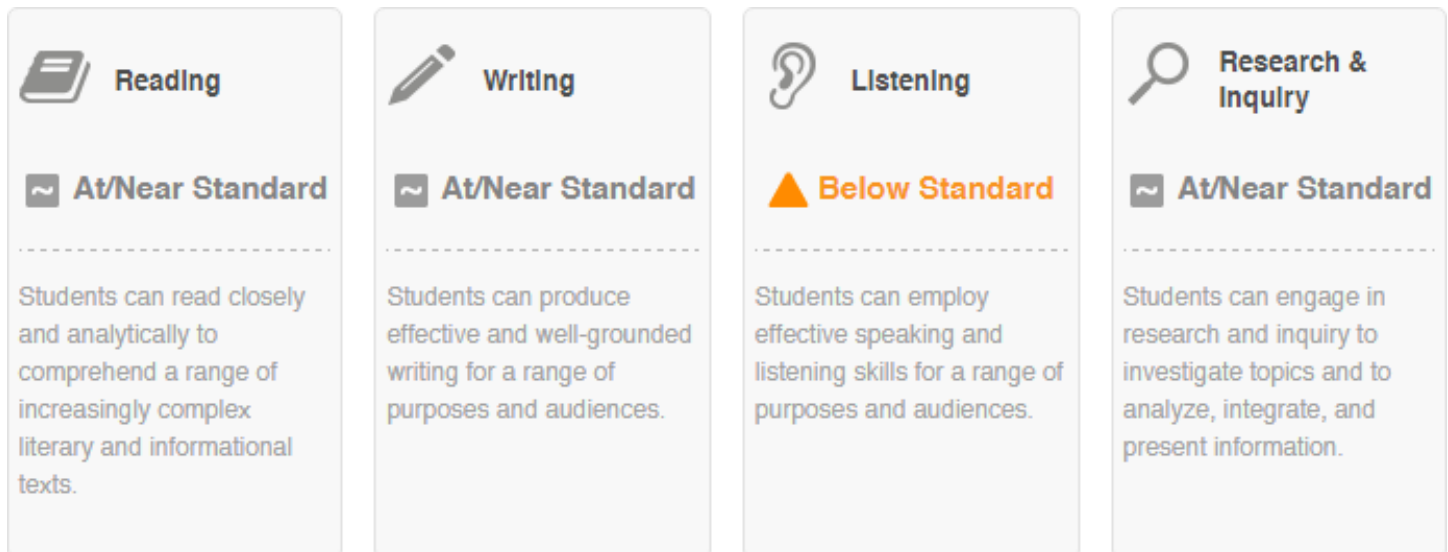 Reading
At/Near Standard
Students can read closely
and analytically to
comprehend a range of
increasingly complex
literary and informational
texts.
Writing
At/Near Standard
Students can produce
effective and well-grounded
writing for a range of
purposes and audiences.
Listening
Below Standard
Students can employ
effective speaking and
listening skills for a range of
purposes and audiences.
Research &
Inquiry
At/Near Standard
Students can engage in
research and inquiry to
investigate topics and to
analyze, integrate, and
present information.